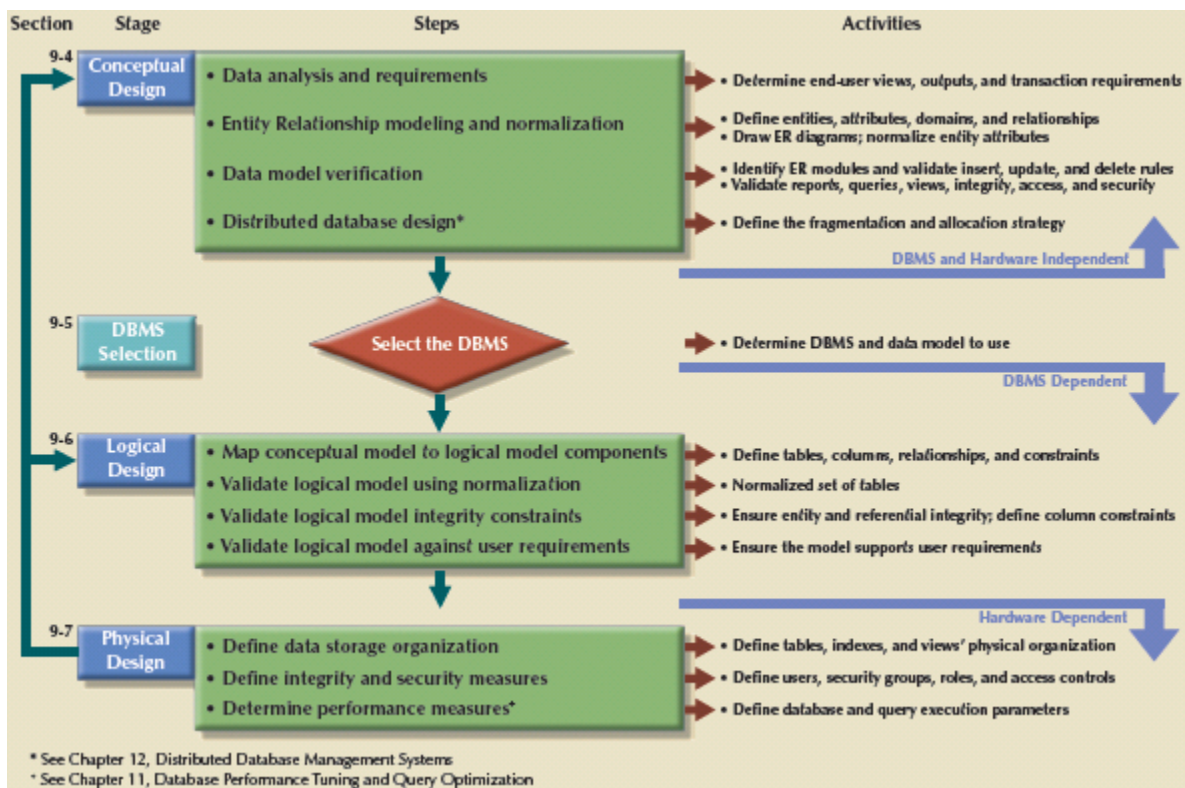 Section Stage Steps Activities
9-4
Conceptual
Design
• Data analysis and requirements
• Determine end-user views, outputs, and transaction requirements
• Entity Relationship modeling and normalization
• Define entities, attributes, domains, and relationships
• Draw ER diagrams; normalize entity attributes
• Data model verification
• Identify ER modules and validate insert, update, and delete rules
• Validate reports, queries, views, integrity, access, and security
• Distributed database design*
• Define the fragmentation and allocation strategy
DBMS and Hardware Independent
9-5
DBMS
Selection
Select the DBMS
• Determine DBMS and data model to use
DBMS Dependent
9-6
Logical
Design
• Map conceptual model to logical model components
• Define tables, columns, relationships, and constraints
• Validate logical model using normalization
• Normalized set of tables
• Validate logical model integrity constraints
• Ensure entity and referential integrity; define column constraints
• Validate logical model against user requirements
• Ensure the model supports user requirements
Hardware Dependent
9-7
Physical
Design
• Define data storage organization
• Define tables, indexes, and views' physical organization
• Define integrity and security measures
• Define users, security groups, roles, and access controls
• Determine performance measures⁺
• Define database and query execution parameters
* See Chapter 12, Distributed Database Management Systems
⁺ See Chapter 11, Database Performance Tuning and Query Optimization